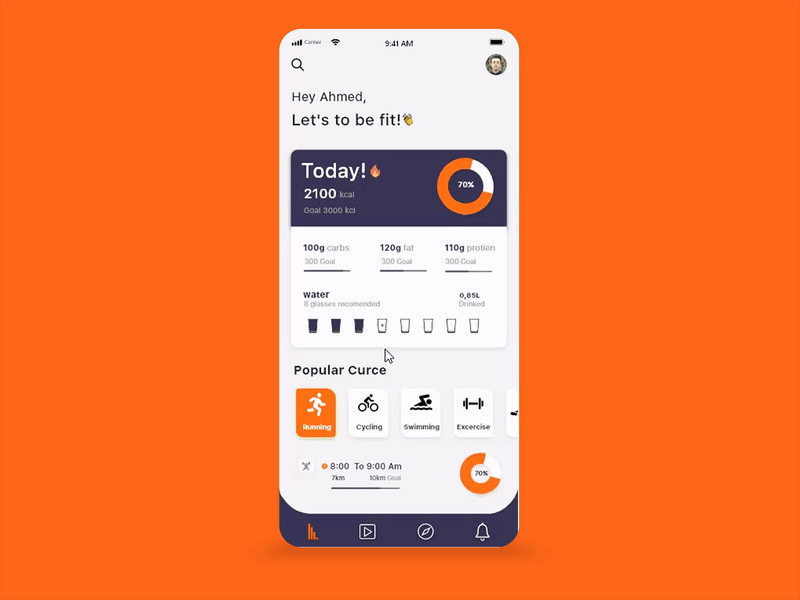 Carrier 9:41 AM
Hey Ahmed,
Let's to be fit!👏
Today!🔥
2100 kcal
Goal 3000 kcl
70%
100g carbs 120g fat 110g protien
300 Goal 300 Goal 300 Goal
water 0,85L
8 glasses recomended Drinked
Popular Curce
Running Cycling Swimming Excercise
8:00 To 9:00 Am
7km 10km Goal
70%